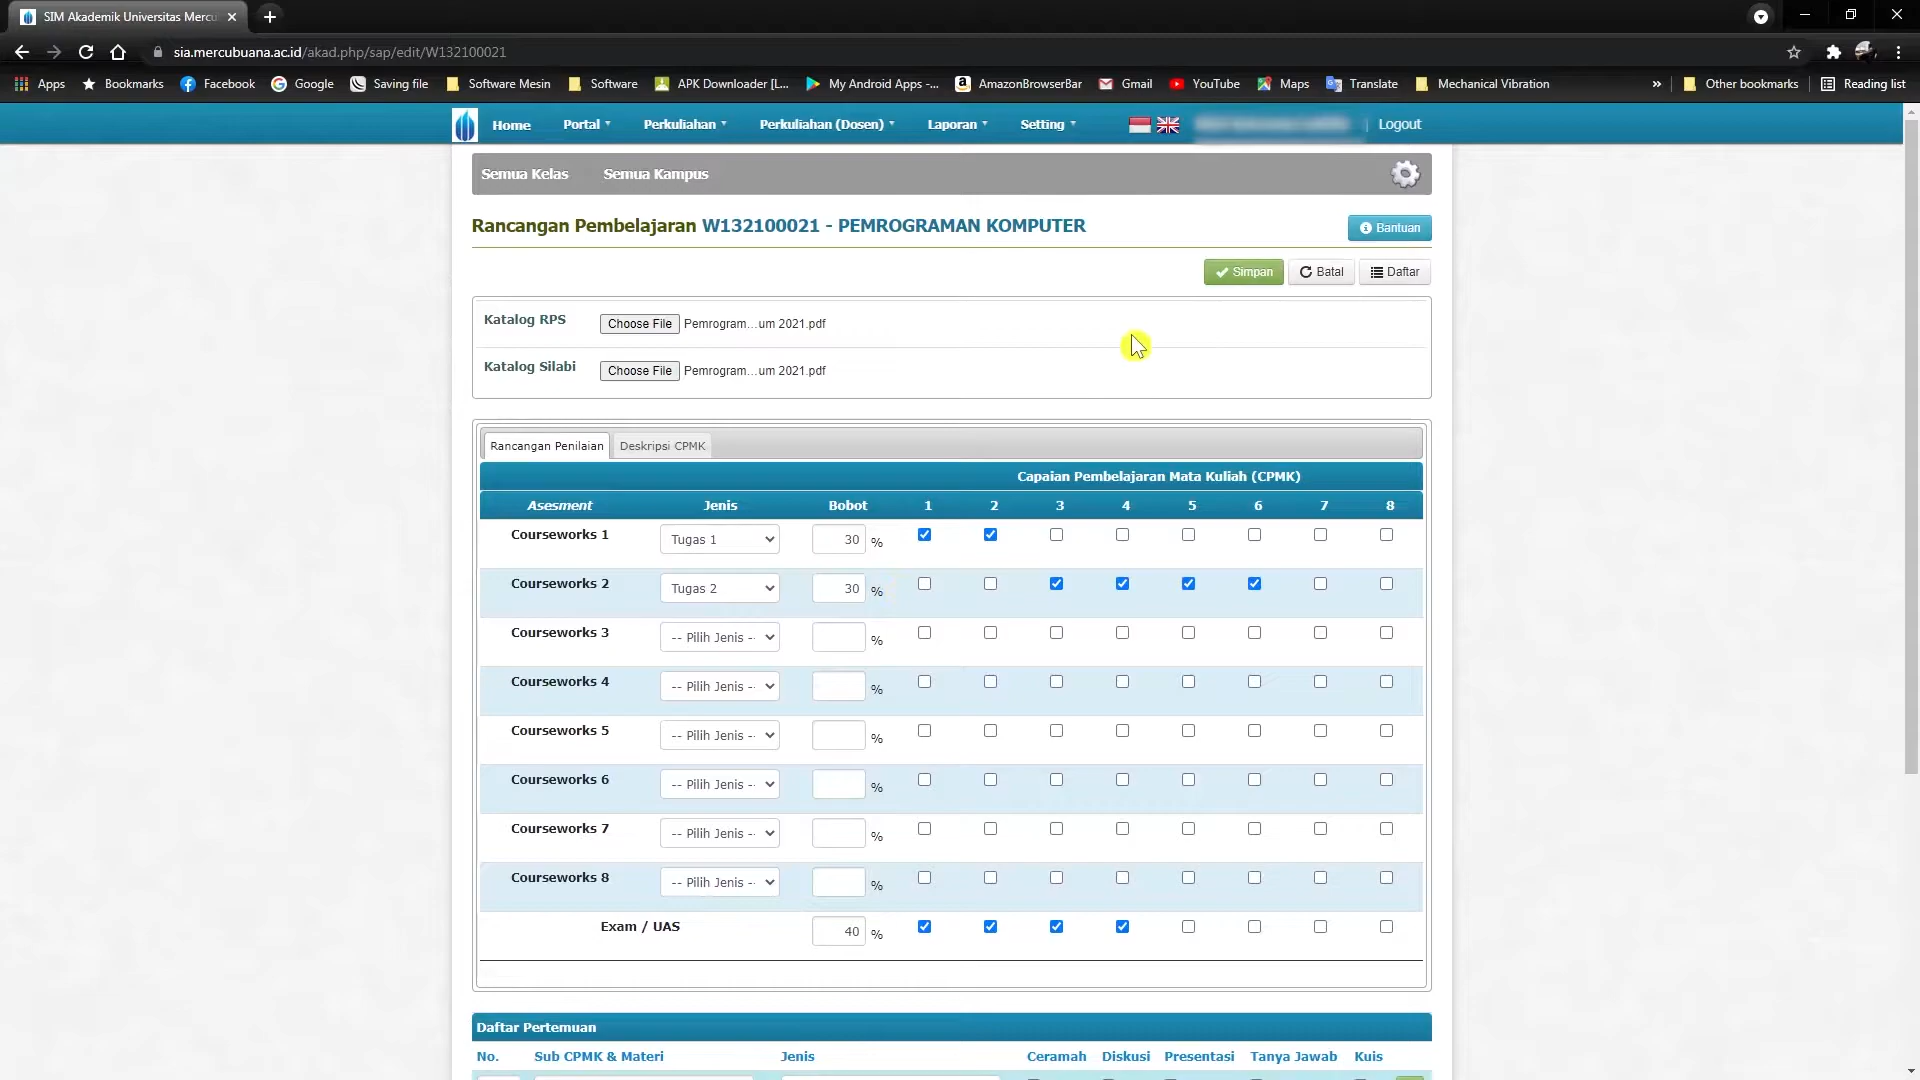 SIM Akademik Universitas Mercu
sia.mercubuana.ac.id/akad.php/sap/edit/W132100021
Apps Bookmarks Facebook Google Saving file Software Mesin Software APK Downloader [L... My Android Apps -... AmazonBrowserBar Gmail YouTube Maps Translate Mechanical Vibration » Other bookmarks Reading list
Home Portal Perkuliahan Perkuliahan (Dosen) Laporan Setting | Logout
Semua Kelas Semua Kampus
Rancangan Pembelajaran W132100021 - PEMROGRAMAN KOMPUTER
Bantuan
Simpan Batal Daftar
Katalog RPS Choose File Pemrogram...um 2021.pdf
Katalog Silabi Choose File Pemrogram...um 2021.pdf
Rancangan Penilaian Deskripsi CPMK
Capaian Pembelajaran Mata Kuliah (CPMK)
Asesment Jenis Bobot 1 2 3 4 5 6 7 8
Courseworks 1 Tugas 1 30 %
Courseworks 2 Tugas 2 30 %
Courseworks 3 -- Pilih Jenis - %
Courseworks 4 -- Pilih Jenis - %
Courseworks 5 -- Pilih Jenis - %
Courseworks 6 -- Pilih Jenis - %
Courseworks 7 -- Pilih Jenis - %
Courseworks 8 -- Pilih Jenis - %
Exam / UAS 40 %
Daftar Pertemuan
No. Sub CPMK & Materi Jenis Ceramah Diskusi Presentasi Tanya Jawab Kuis